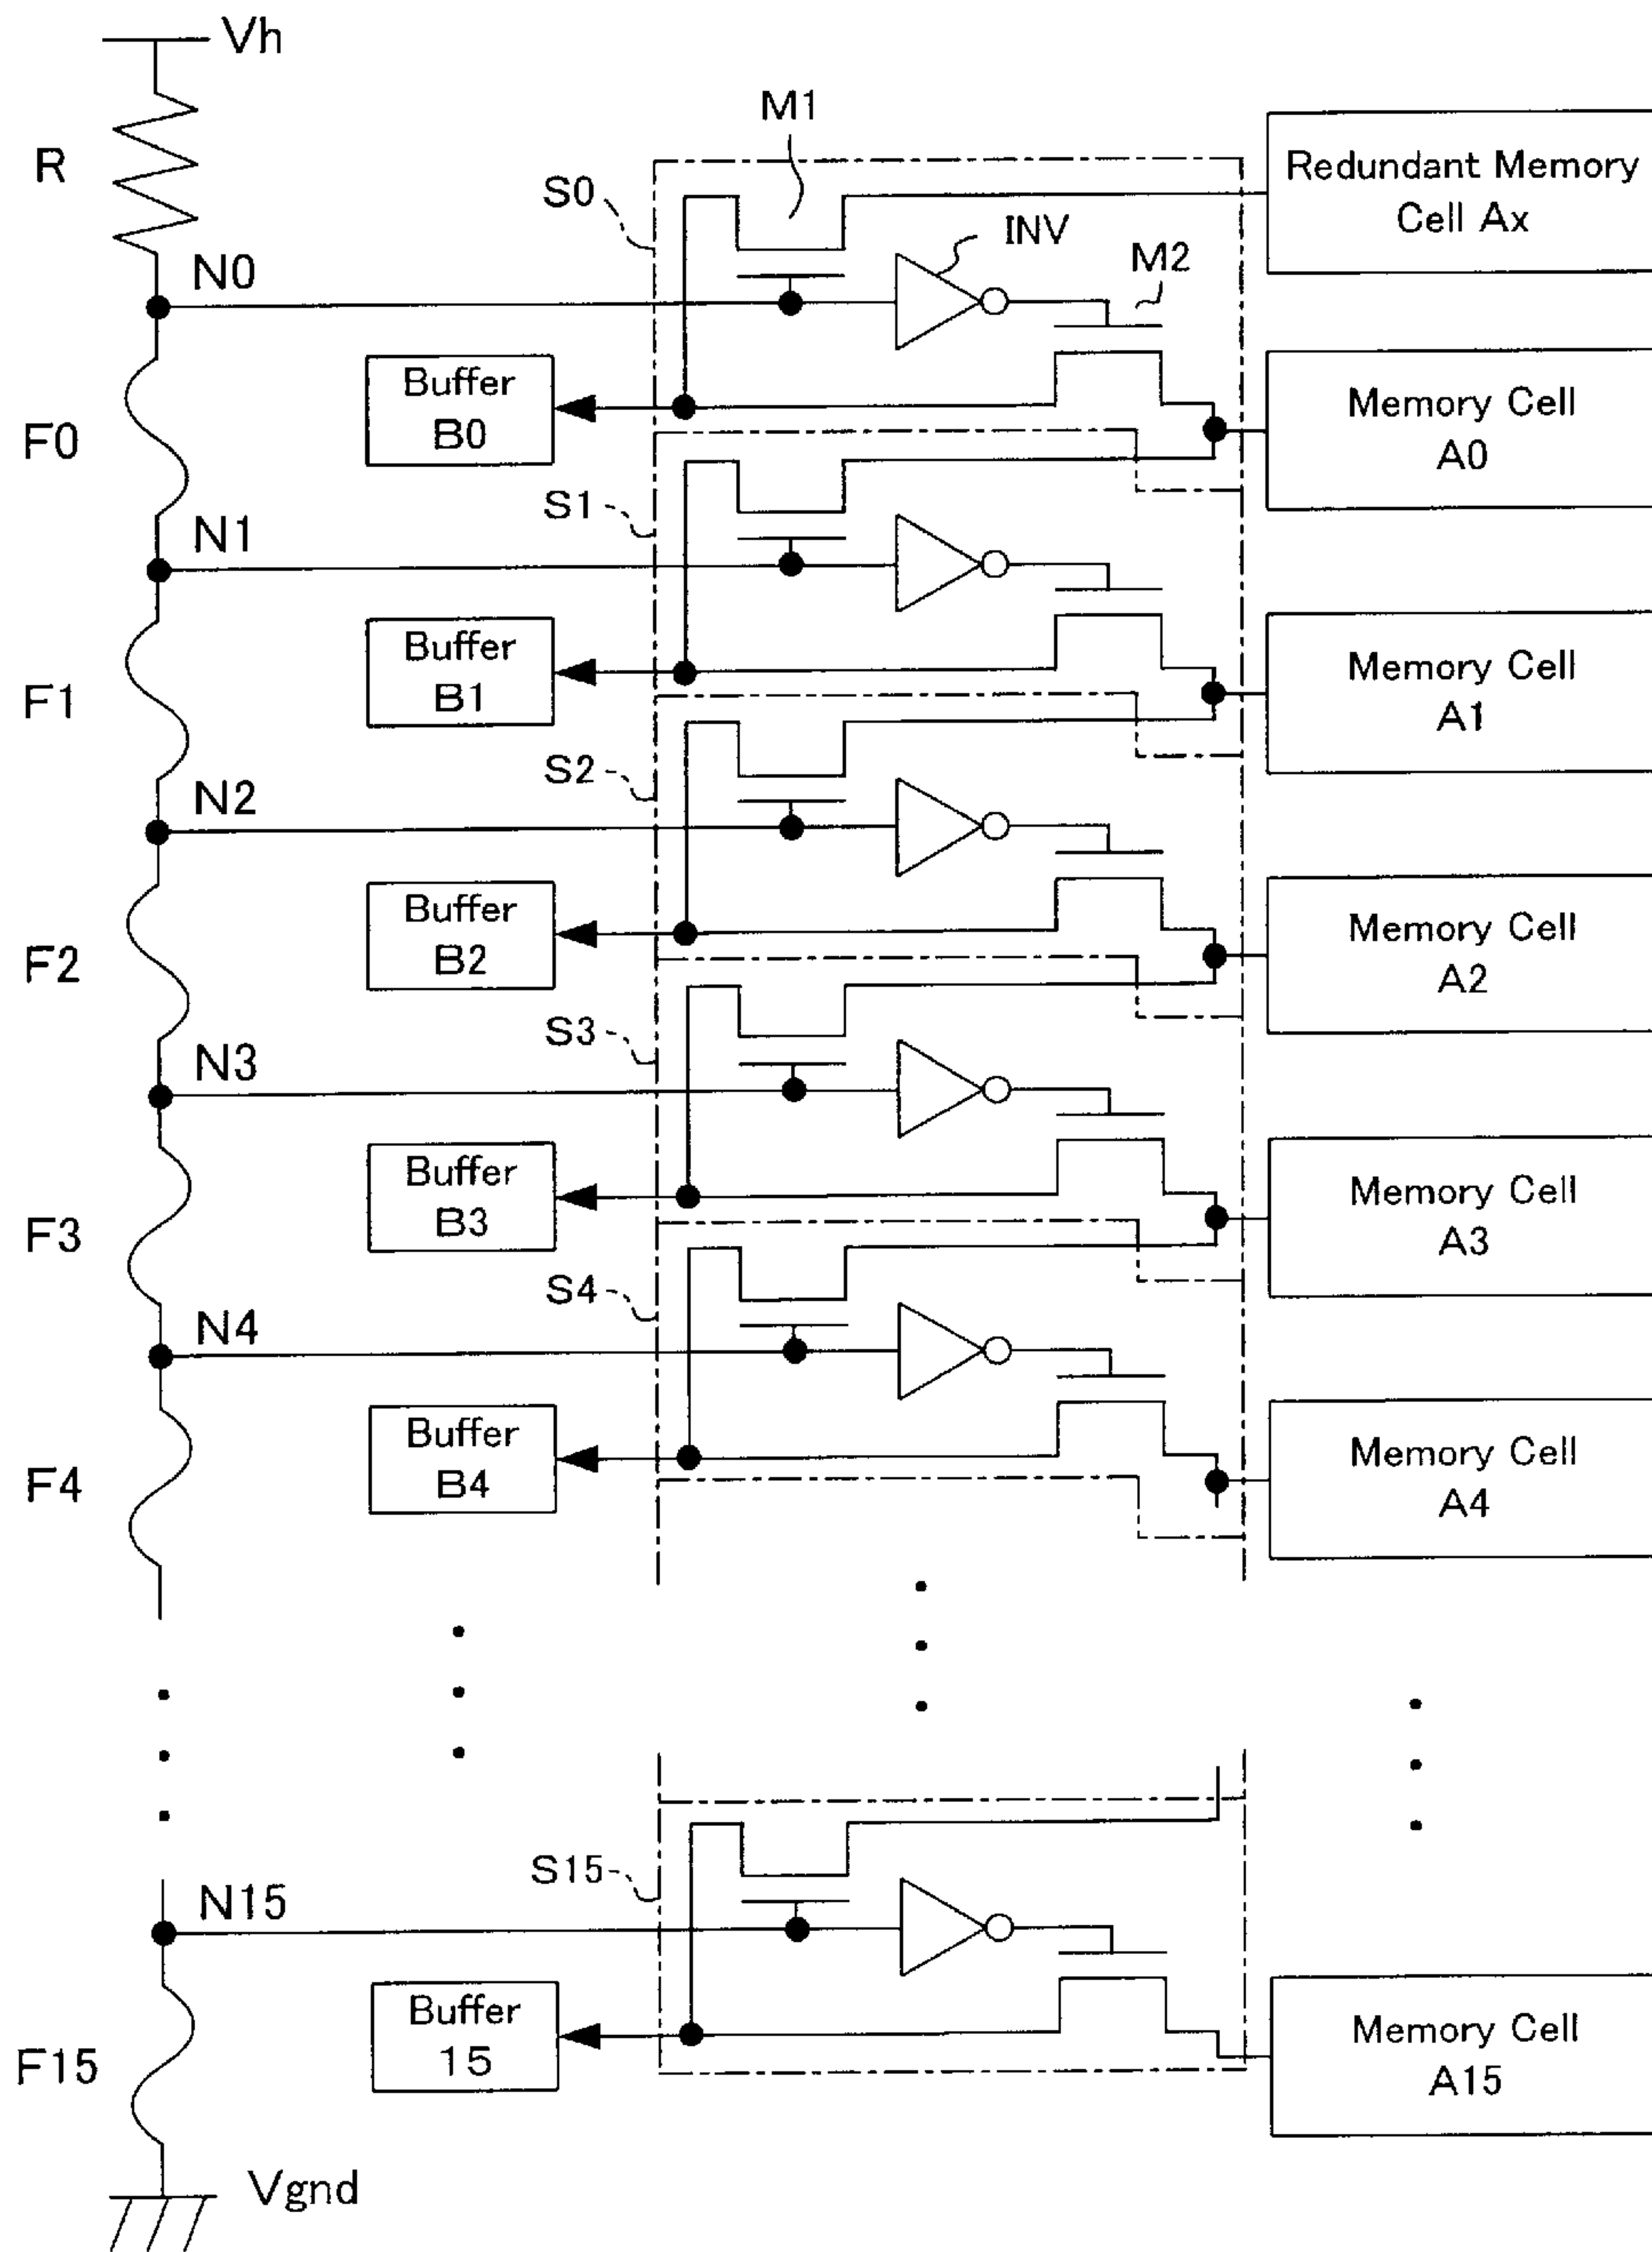 Vh
M1
R
S0
Redundant Memory
Cell Ax
INV
M2
N0
Buffer
B0
Memory Cell
A0
F0
S1
N1
Buffer
B1
Memory Cell
A1
F1
S2
N2
Buffer
B2
Memory Cell
A2
F2
S3
N3
Buffer
B3
Memory Cell
A3
F3
S4
N4
Buffer
B4
Memory Cell
A4
F4
S15
N15
Buffer
15
Memory Cell
A15
F15
Vgnd